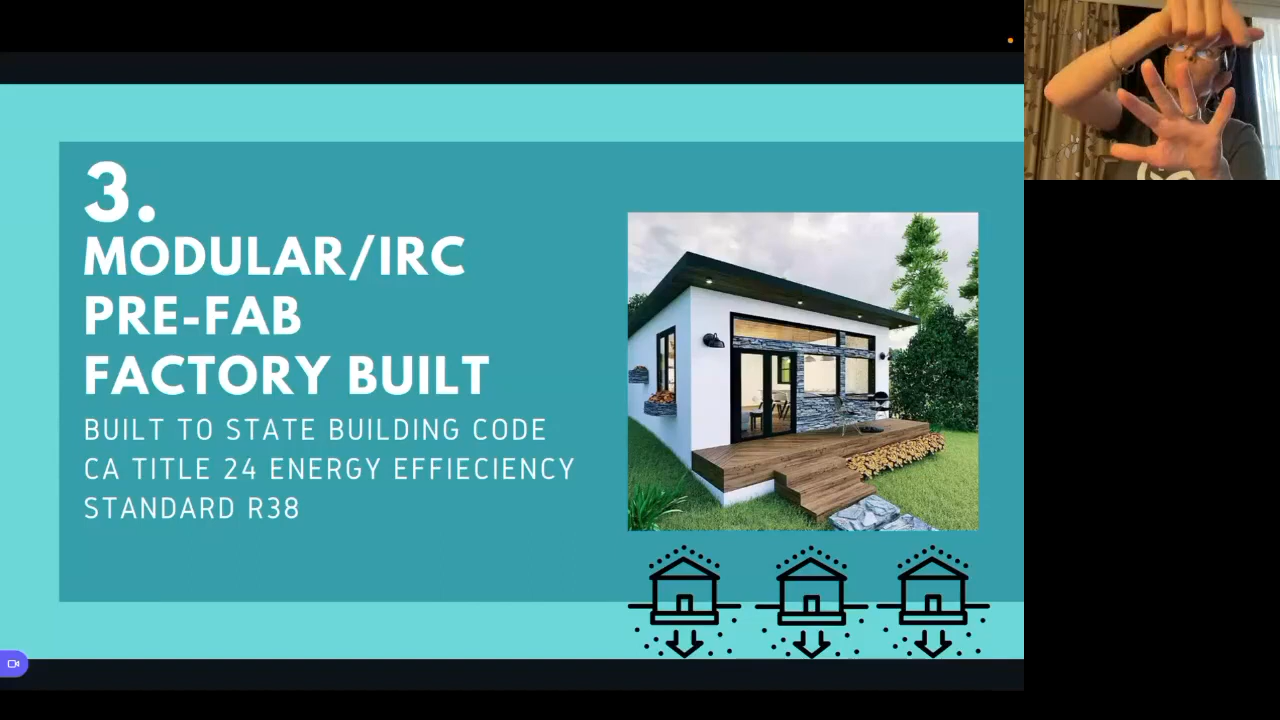 3.
MODULAR/IRC
PRE-FAB
FACTORY BUILT
BUILT TO STATE BUILDING CODE
CA TITLE 24 ENERGY EFFIECIENCY
STANDARD R38